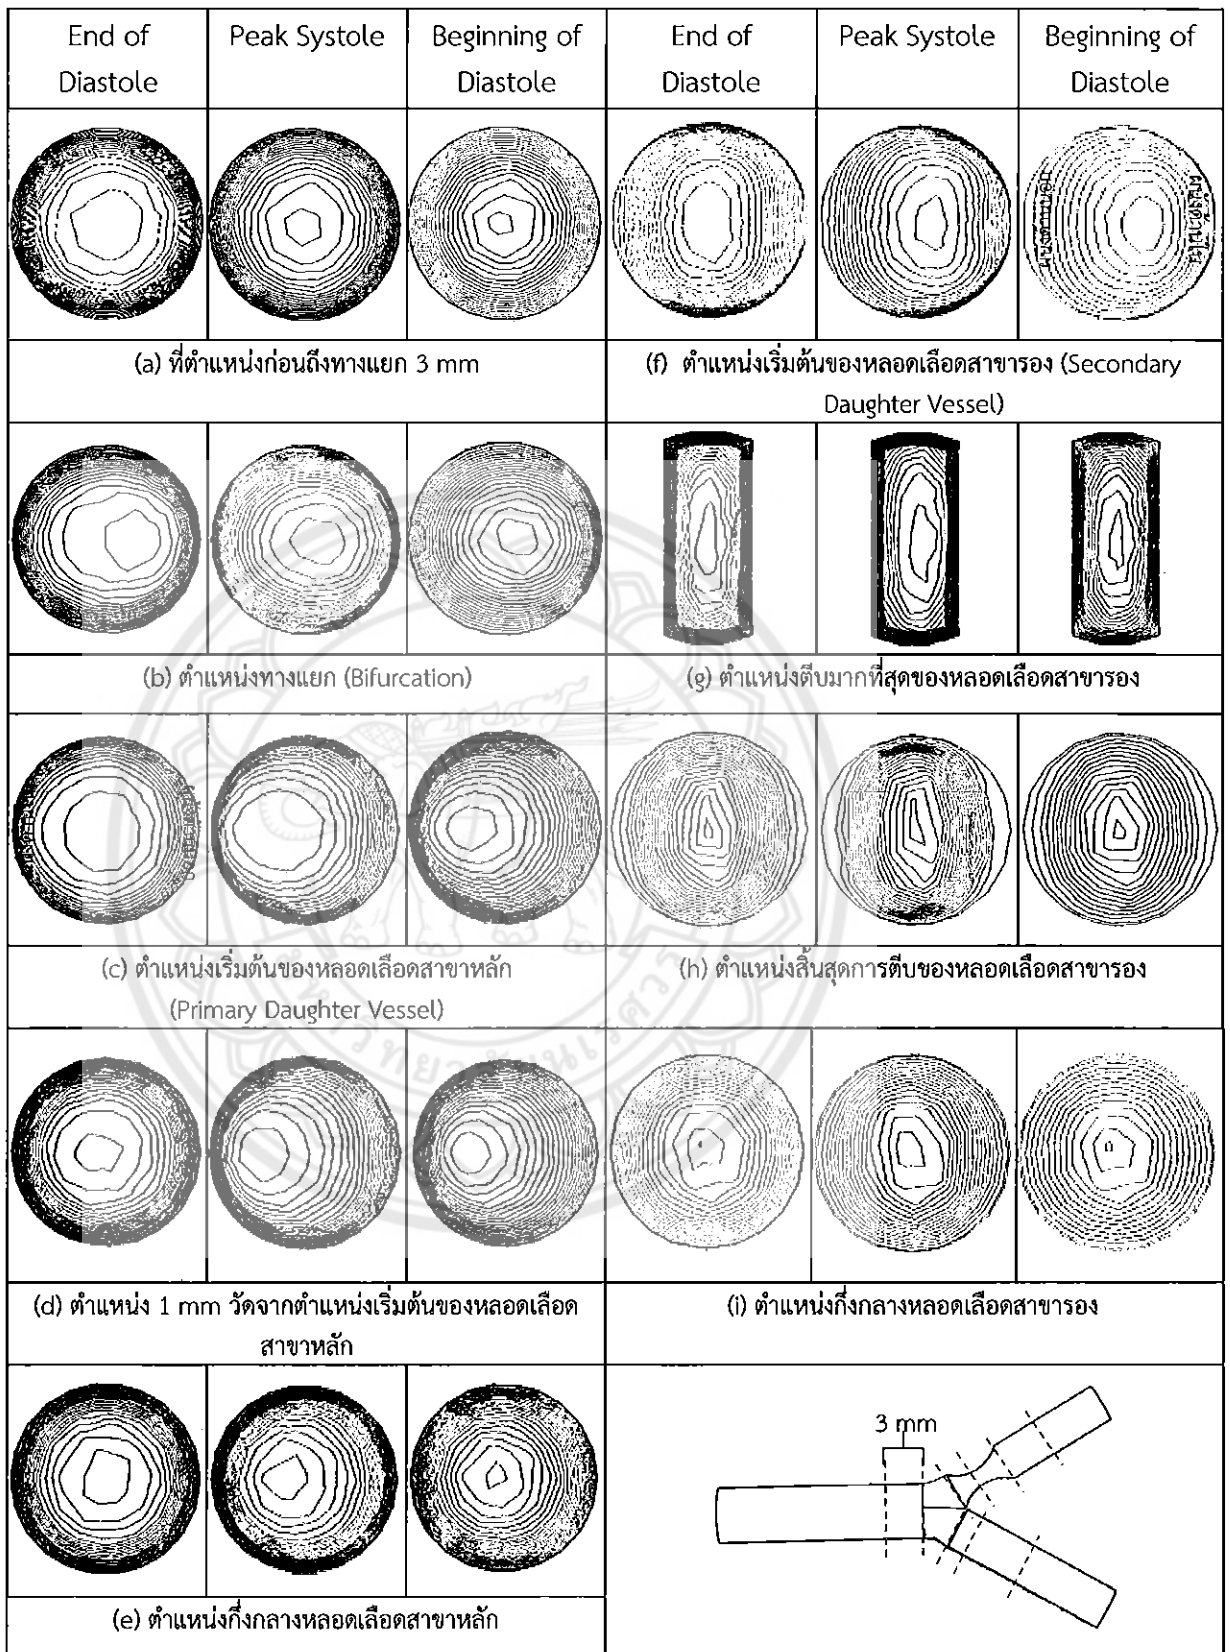 End of
Diastole
Peak Systole
Beginning of
Diastole
End of
Diastole
Peak Systole
Beginning of
Diastole
(a) ที่ตำแหน่งก่อนถึงทางแยก 3 mm
(f) ตำแหน่งเริ่มต้นของหลอดเลือดสาขารอง (Secondary
Daughter Vessel)
(b) ตำแหน่งทางแยก (Bifurcation)
(g) ตำแหน่งตีบมากที่สุดของหลอดเลือดสาขารอง
(c) ตำแหน่งเริ่มต้นของหลอดเลือดสาขาหลัก
(Primary Daughter Vessel)
(h) ตำแหน่งสิ้นสุดการตีบของหลอดเลือดสาขารอง
(d) ตำแหน่ง 1 mm วัดจากตำแหน่งเริ่มต้นของหลอดเลือด
สาขาหลัก
(i) ตำแหน่งกึ่งกลางหลอดเลือดสาขารอง
3 mm
(e) ตำแหน่งกึ่งกลางหลอดเลือดสาขาหลัก